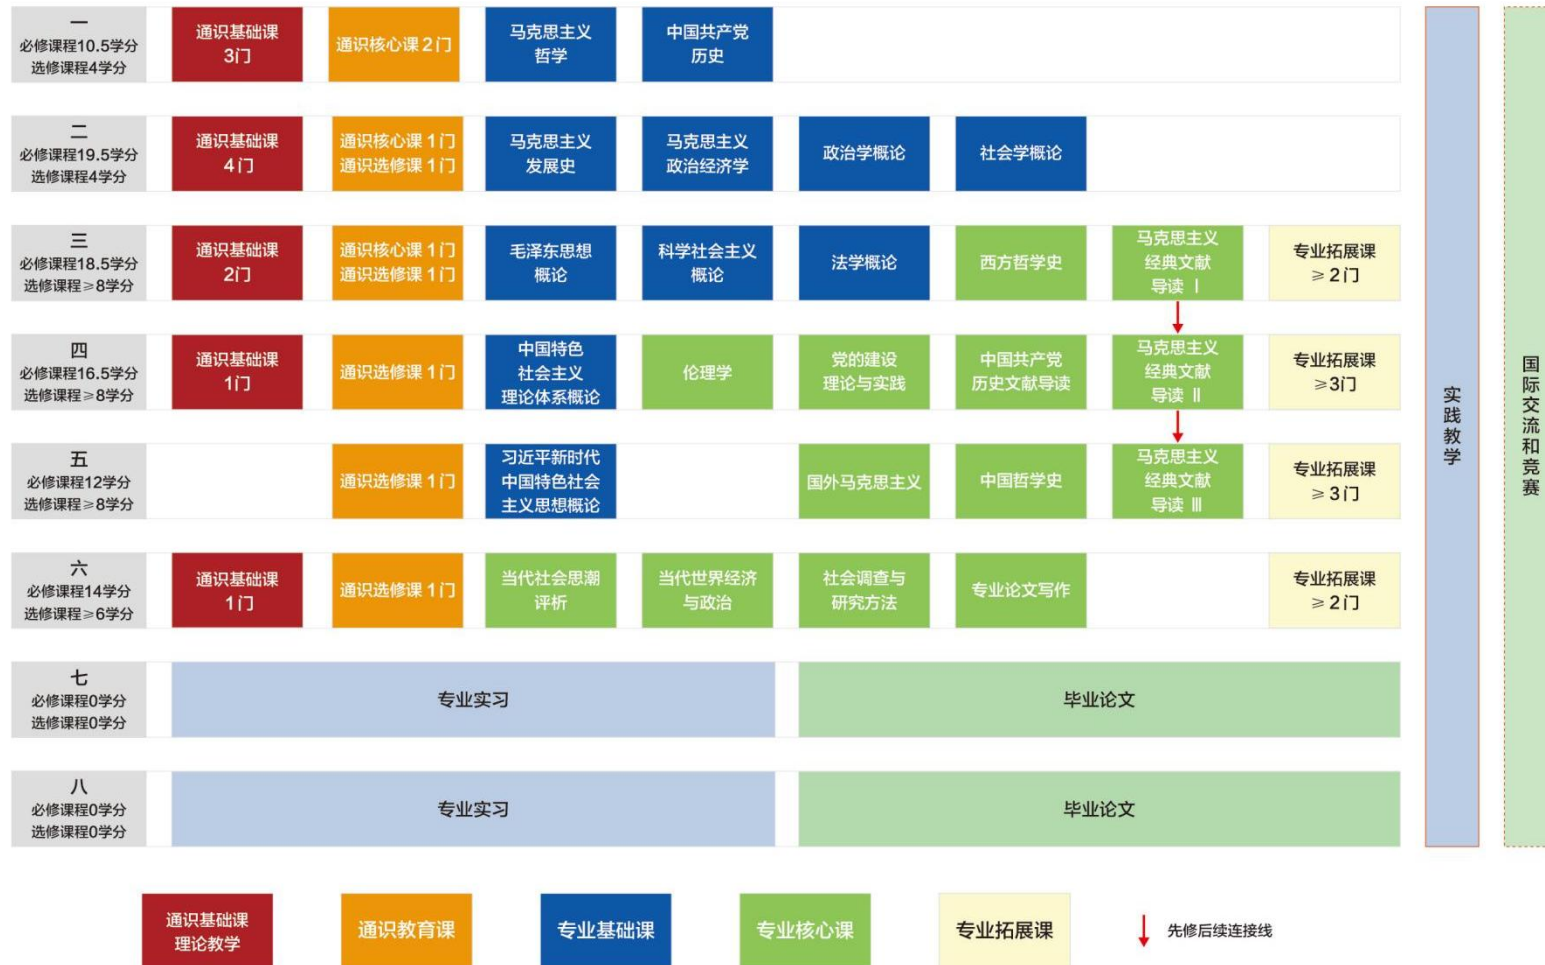 一
必修课程10.5学分
选修课程4学分
通识基础课
3门
通识核心课 2 门
马克思主义
哲学
中国共产党
历史
二
必修课程19.5学分
选修课程4学分
通识基础课
4门
通识核心课 1 门
通识选修课 1 门
马克思主义
发展史
马克思主义
政治经济学
政治学概论
社会学概论
三
必修课程18.5学分
选修课程≥8学分
通识基础课
2门
通识核心课 1 门
通识选修课 1 门
毛泽东思想
概论
科学社会主义
概论
法学概论
西方哲学史
马克思主义
经典文献
导读 Ⅰ
专业拓展课
≥ 2 门
四
必修课程16.5学分
选修课程≥8学分
通识基础课
1门
通识选修课 1 门
中国特色
社会主义
理论体系概论
伦理学
党的建设
理论与实践
中国共产党
历史文献导读
马克思主义
经典文献
导读 Ⅱ
专业拓展课
≥3门
五
必修课程12学分
选修课程≥8学分
通识选修课 1 门
习近平新时代
中国特色社会
主义思想概论
国外马克思主义
中国哲学史
马克思主义
经典文献
导读 Ⅲ
专业拓展课
≥ 3 门
六
必修课程14学分
选修课程≥6学分
通识基础课
1门
通识选修课 1 门
当代社会思潮
评析
当代世界经济
与政治
社会调查与
研究方法
专业论文写作
专业拓展课
≥ 2 门
七
必修课程0学分
选修课程0学分
专业实习
毕业论文
八
必修课程0学分
选修课程0学分
专业实习
毕业论文
实践教学
国际交流和竞赛
通识基础课
理论教学
通识教育课
专业基础课
专业核心课
专业拓展课
先修后续连接线